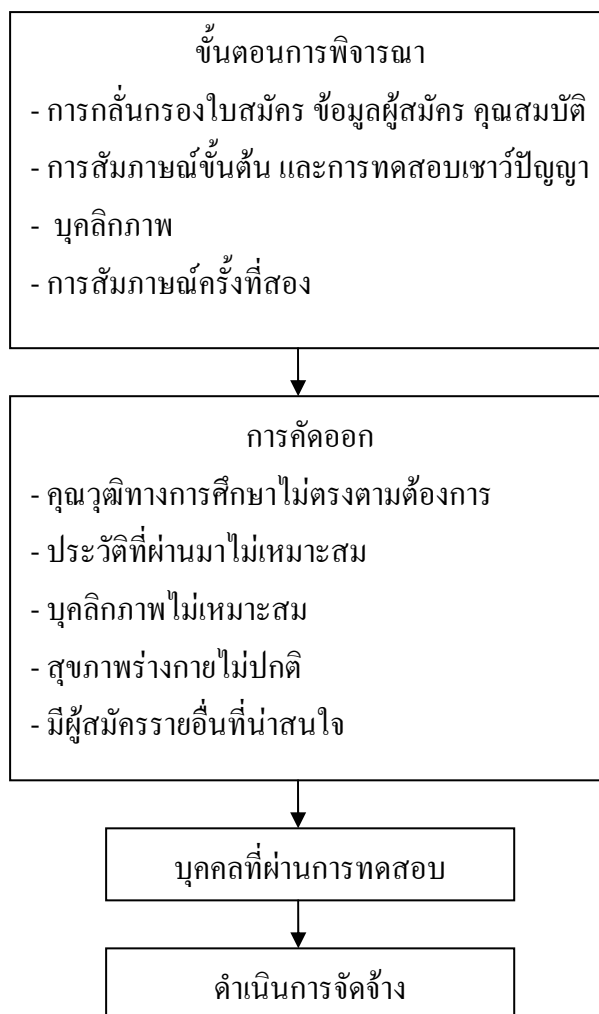 ขั้นตอนการพิจารณา
- การกลั่นกรองใบสมัคร ข้อมูลผู้สมัคร คุณสมบัติ
- การสัมภาษณ์ขั้นต้น และการทดสอบเชาว์ปัญญา
- บุคลิกภาพ
- การสัมภาษณ์ครั้งที่สอง
การคัดออก
- คุณวุฒิทางการศึกษาไม่ตรงตามต้องการ
- ประวัติที่ผ่านมาไม่เหมาะสม
- บุคลิกภาพไม่เหมาะสม
- สุขภาพร่างกายไม่ปกติ
- มีผู้สมัครรายอื่นที่น่าสนใจ
บุคคลที่ผ่านการทดสอบ
ดำเนินการจัดจ้าง